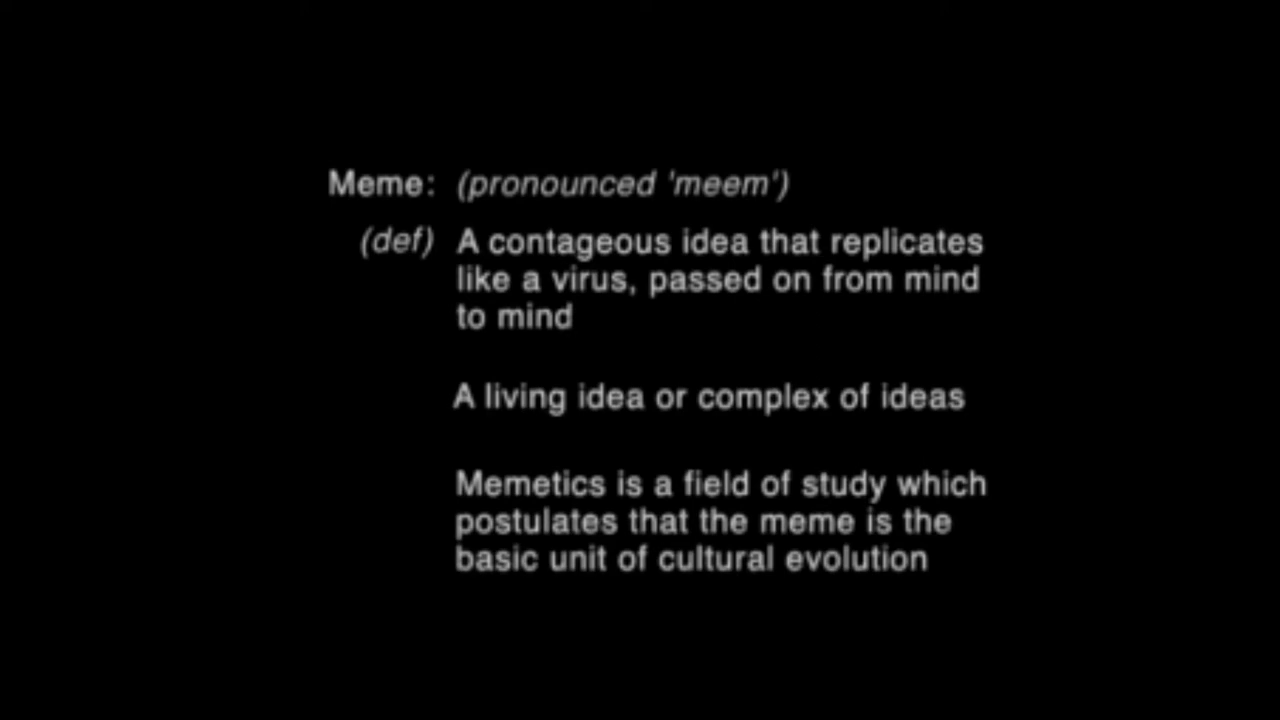 Meme: (pronounced 'meem')
(def) A contageous idea that replicates
like a virus, passed on from mind
to mind
A living idea or complex of ideas
Memetics is a field of study which
postulates that the meme is the
basic unit of cultural evolution